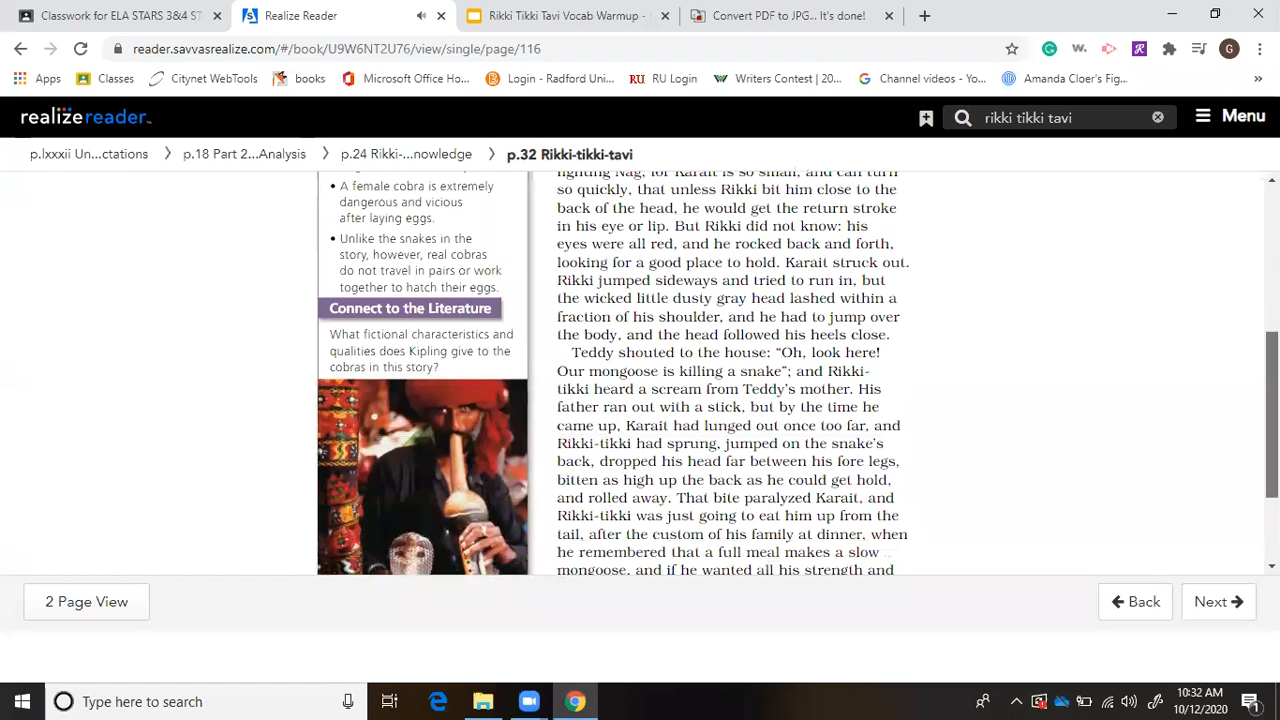 Classwork for ELA STARS 3&4 ST
Realize Reader
Rikki Tikki Tavi Vocab Warmup -
Convert PDF to JPG... It's done!
reader.savvasrealize.com/#/book/U9W6NT2U76/view/single/page/116
G
Apps
Classes
Citynet WebTools
books
Microsoft Office Ho...
Login - Radford Uni...
RU Login
Writers Contest | 20...
Channel videos - Yo...
Amanda Cloer's Fig...
realizereader
rikki tikki tavi
Menu
p.lxxxii Un...ctations
p.18 Part 2...Analysis
p.24 Rikki-...nowledge
p.32 Rikki-tikki-tavi
• A female cobra is extremely
dangerous and vicious
after laying eggs.
• Unlike the snakes in the
story, however, real cobras
do not travel in pairs or work
together to hatch their eggs.
Connect to the Literature
What fictional characteristics and
qualities does Kipling give to the
cobras in this story?
fighting Nag, for Karait is so small, and can turn
so quickly, that unless Rikki bit him close to the
back of the head, he would get the return stroke
in his eye or lip. But Rikki did not know: his
eyes were all red, and he rocked back and forth,
looking for a good place to hold. Karait struck out.
Rikki jumped sideways and tried to run in, but
the wicked little dusty gray head lashed within a
fraction of his shoulder, and he had to jump over
the body, and the head followed his heels close.
Teddy shouted to the house: “Oh, look here!
Our mongoose is killing a snake”; and Rikki-
tikki heard a scream from Teddy’s mother. His
father ran out with a stick, but by the time he
came up, Karait had lunged out once too far, and
Rikki-tikki had sprung, jumped on the snake’s
back, dropped his head far between his fore legs,
bitten as high up the back as he could get hold,
and rolled away. That bite paralyzed Karait, and
Rikki-tikki was just going to eat him up from the
tail, after the custom of his family at dinner, when
he remembered that a full meal makes a slow
mongoose, and if he wanted all his strength and
2 Page View
Back
Next
Type here to search
10:32 AM
10/12/2020
1